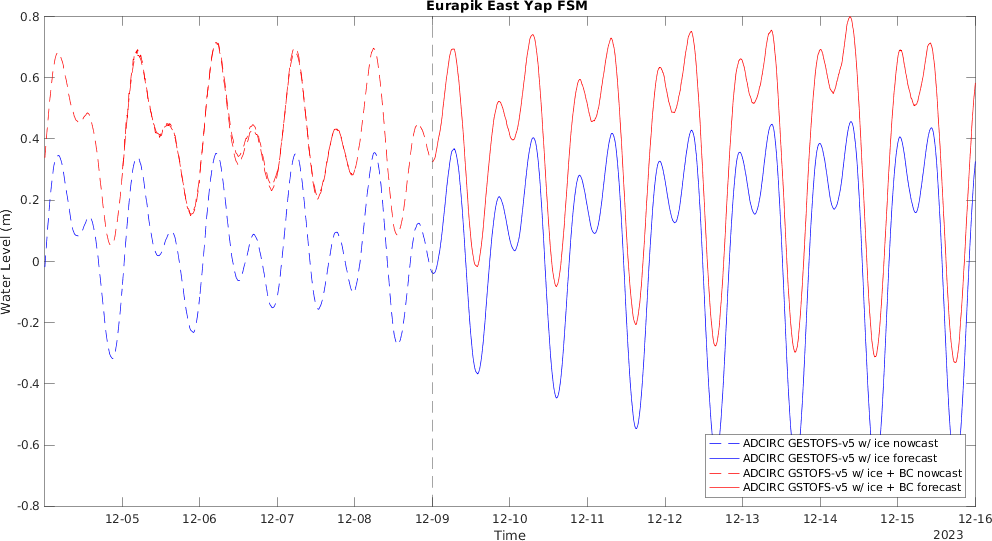 Eurapik East Yap FSM
0.8
0.6
0.4
0.2
0
-0.2
-0.4
-0.6
-0.8
Water Level (m)
ADCIRC GESTOFS-v5 w/ ice nowcast
ADCIRC GESTOFS-v5 w/ ice forecast
ADCIRC GSTOFS-v5 w/ ice + BC nowcast
ADCIRC GSTOFS-v5 w/ ice + BC forecast
12-05 12-06 12-07 12-08 12-09 12-10 12-11 12-12 12-13 12-14 12-15 12-16
Time
2023